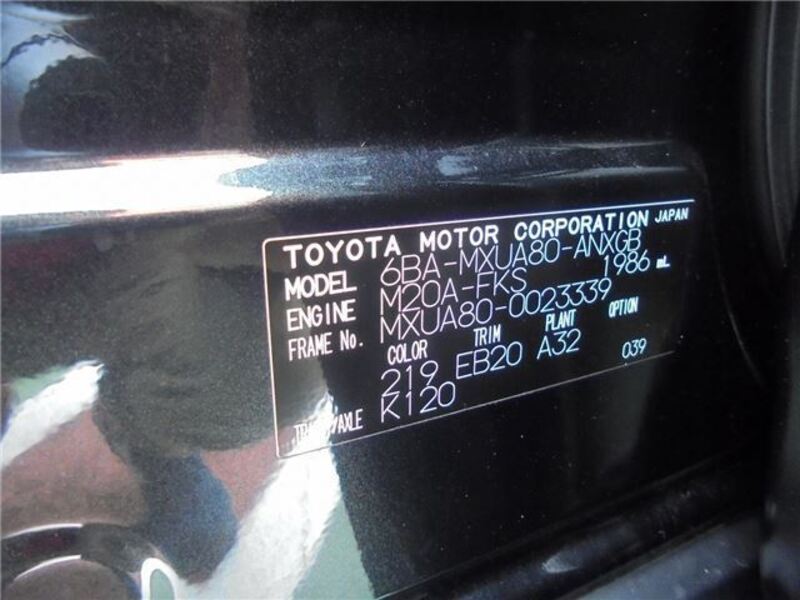 TOYOTA MOTOR CORPORATION JAPAN
MODEL 6BA-MXUA80-ANXGB
ENGINE M20A-FKS 1986 mL
FRAME No. MXUA80-0023339
COLOR TRIM PLANT OPTION
219 EB20 A32 039
K120